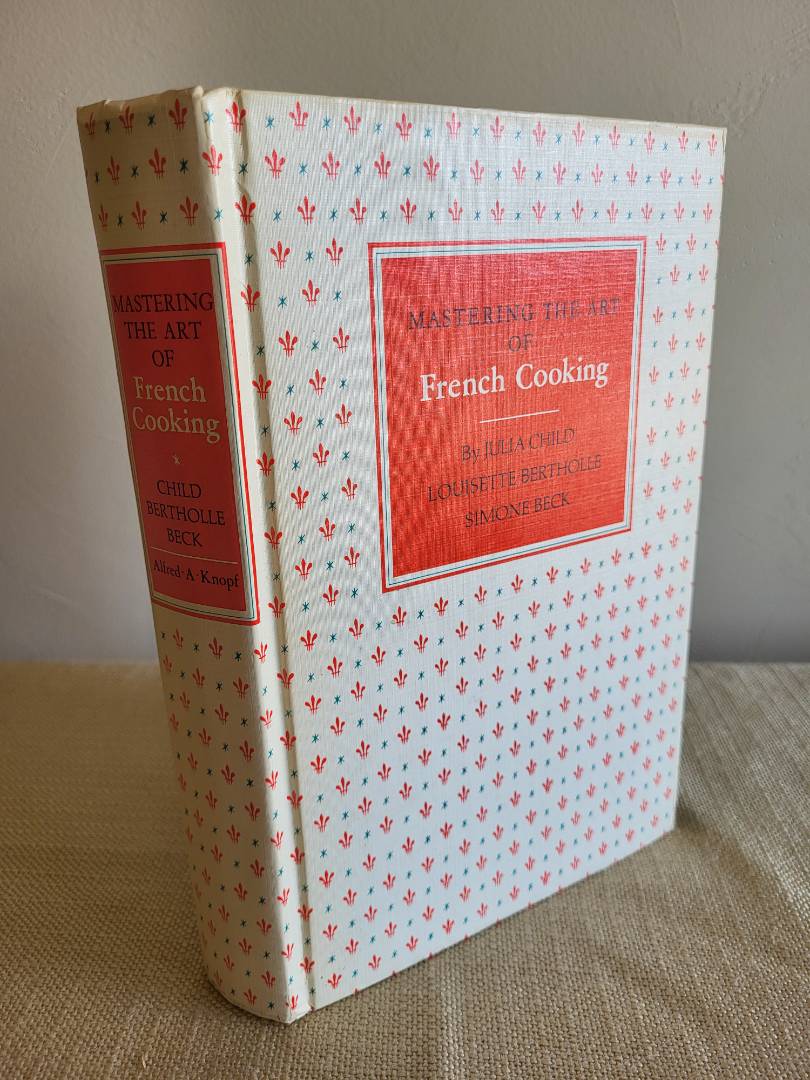 MASTERING
THE ART
OF
French
Cooking
CHILD
BERTHOLLE
BECK
Alfred·A·Knopf
MASTERING THE ART
OF
French Cooking
By JULIA CHILD
LOUISETTE BERTHOLLE
SIMONE BECK